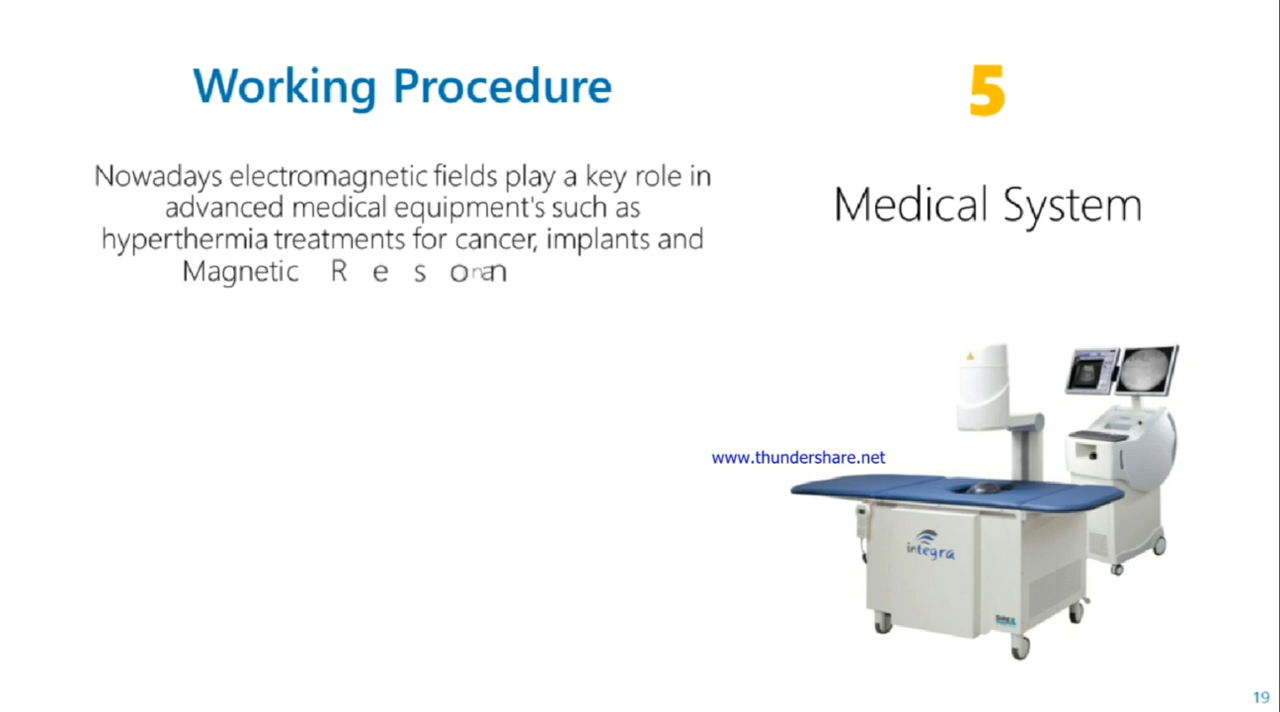 Working Procedure
Nowadays electromagnetic fields play a key role in
advanced medical equipment's such as
hyperthermia treatments for cancer, implants and
Magnetic R e s o n a n
5
Medical System
www.thundershare.net
integra
19